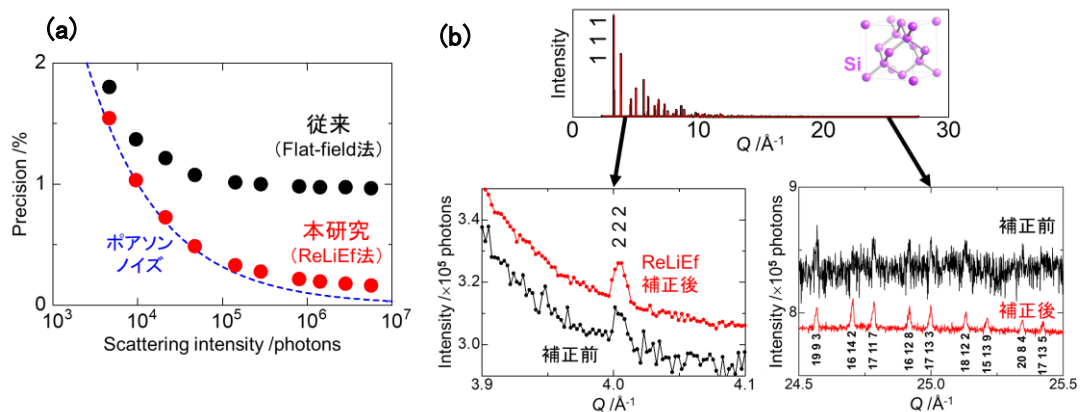 (a)
2
1
0
Precision /%
従来
(Flat-field法)
本研究
(ReLiEf法)
ポアソン
ノイズ
10³ 10⁴ 10⁵ 10⁶ 10⁷
Scattering intensity /photons
(b)
Intensity
1 1 1
Si
0 10 20 30
Q /Å⁻¹
3.4
3.2
3.0
Intensity /×10⁵ photons
2 2 2
ReLiEf
補正後
補正前
3.9 4.0 4.1
Q /Å⁻¹
9
8
Intensity /×10⁵ photons
補正前
補正後
19 9 3
16 14 2
17 11 7
16 12 8
17 13 3
18 12 2
15 13 9
20 8 4
17 13 5
24.5 25.0 25.5
Q /Å⁻¹